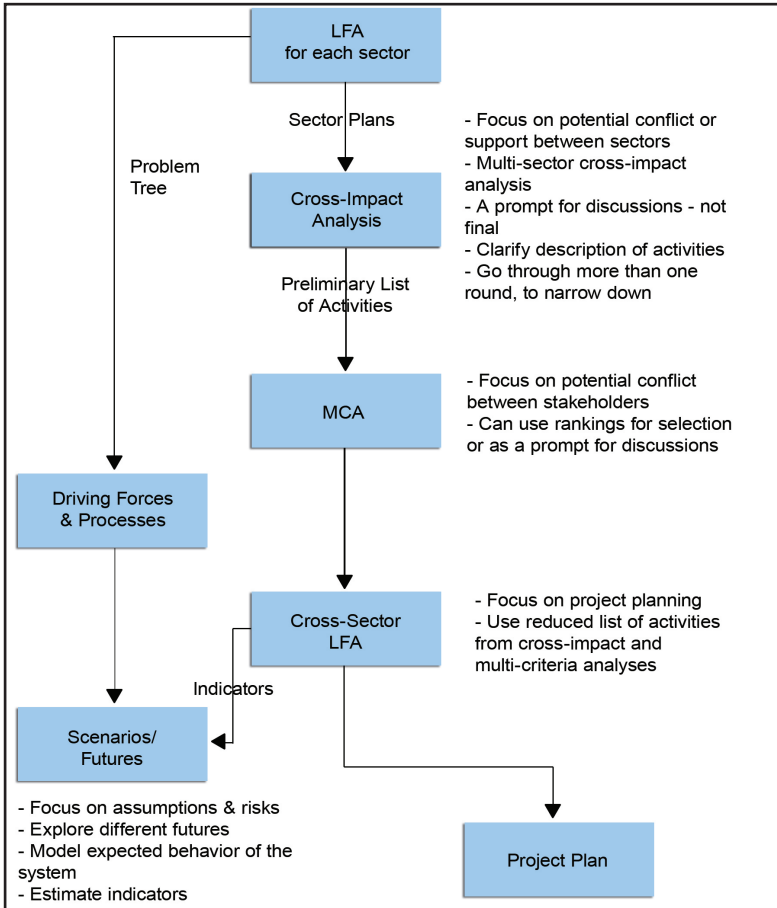 LFA
for each sector
Sector Plans
Problem
Tree
- Focus on potential conflict or
support between sectors
- Multi-sector cross-impact
analysis
- A prompt for discussions - not
final
- Clarify description of activities
- Go through more than one
round, to narrow down
Cross-Impact
Analysis
Preliminary List
of Activities
MCA
- Focus on potential conflict
between stakeholders
- Can use rankings for selection
or as a prompt for discussions
Driving Forces
& Processes
Cross-Sector
LFA
- Focus on project planning
- Use reduced list of activities
from cross-impact and
multi-criteria analyses
Indicators
Scenarios/
Futures
- Focus on assumptions & risks
- Explore different futures
- Model expected behavior of the
system
- Estimate indicators
Project Plan